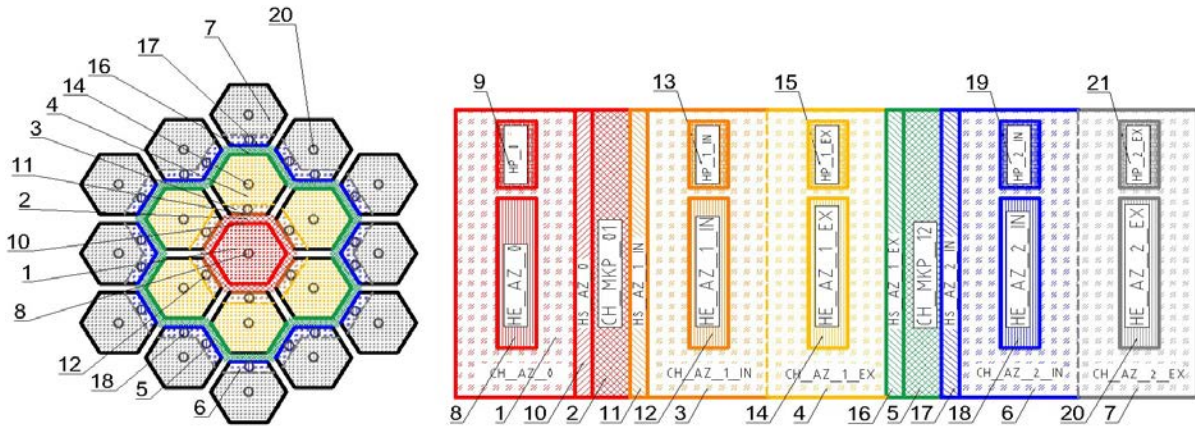 20
7
17
16
14
4
3
11
2
10
1
8
12
18
5
6
9
13
15
19
21
HP_0
HP_1_IN
HP_1_EX
HP_2_IN
HP_2_EX
HE_AZ_0
HS_AZ_0
CH_MKP_01
HS_AZ_1_IN
HE_AZ_1_IN
HE_AZ_1_EX
HS_AZ_1_EX
CH_MKP_12
HS_AZ_2_IN
HE_AZ_2_IN
HE_AZ_2_EX
CH_AZ_0
CH_AZ_1_IN
CH_AZ_1_EX
CH_AZ_2_IN
CH_AZ_2_EX
8 1 10 2 11 12 3 14 4 16 5 17 18 6 20 7